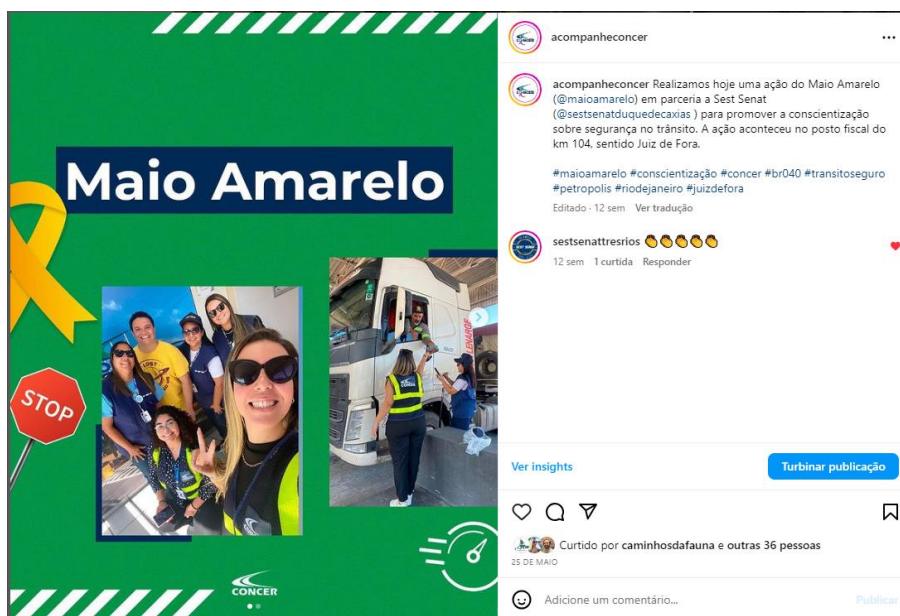 Maio Amarelo
STOP
CONCER
CONCER
acompanheconcer
acompanheconcer Realizamos hoje uma ação do Maio Amarelo
(@maioamarelo) em parceria a Sest Senat
(@sestsenatduquedecaxias ) para promover a conscientização
sobre segurança no trânsito. A ação aconteceu no posto fiscal do
km 104, sentido Juiz de Fora.
#maioamarelo #conscientização #concer #br040 #transitoseguro
#petropolis #riodejaneiro #juizdefora
Editado · 12 sem Ver tradução
sestsenattresrios 👏👏👏👏👏
12 sem 1 curtida Responder
Ver insights
Turbinar publicação
Curtido por caminhosdafauna e outras 36 pessoas
25 DE MAIO
Adicione um comentário...
Publicar